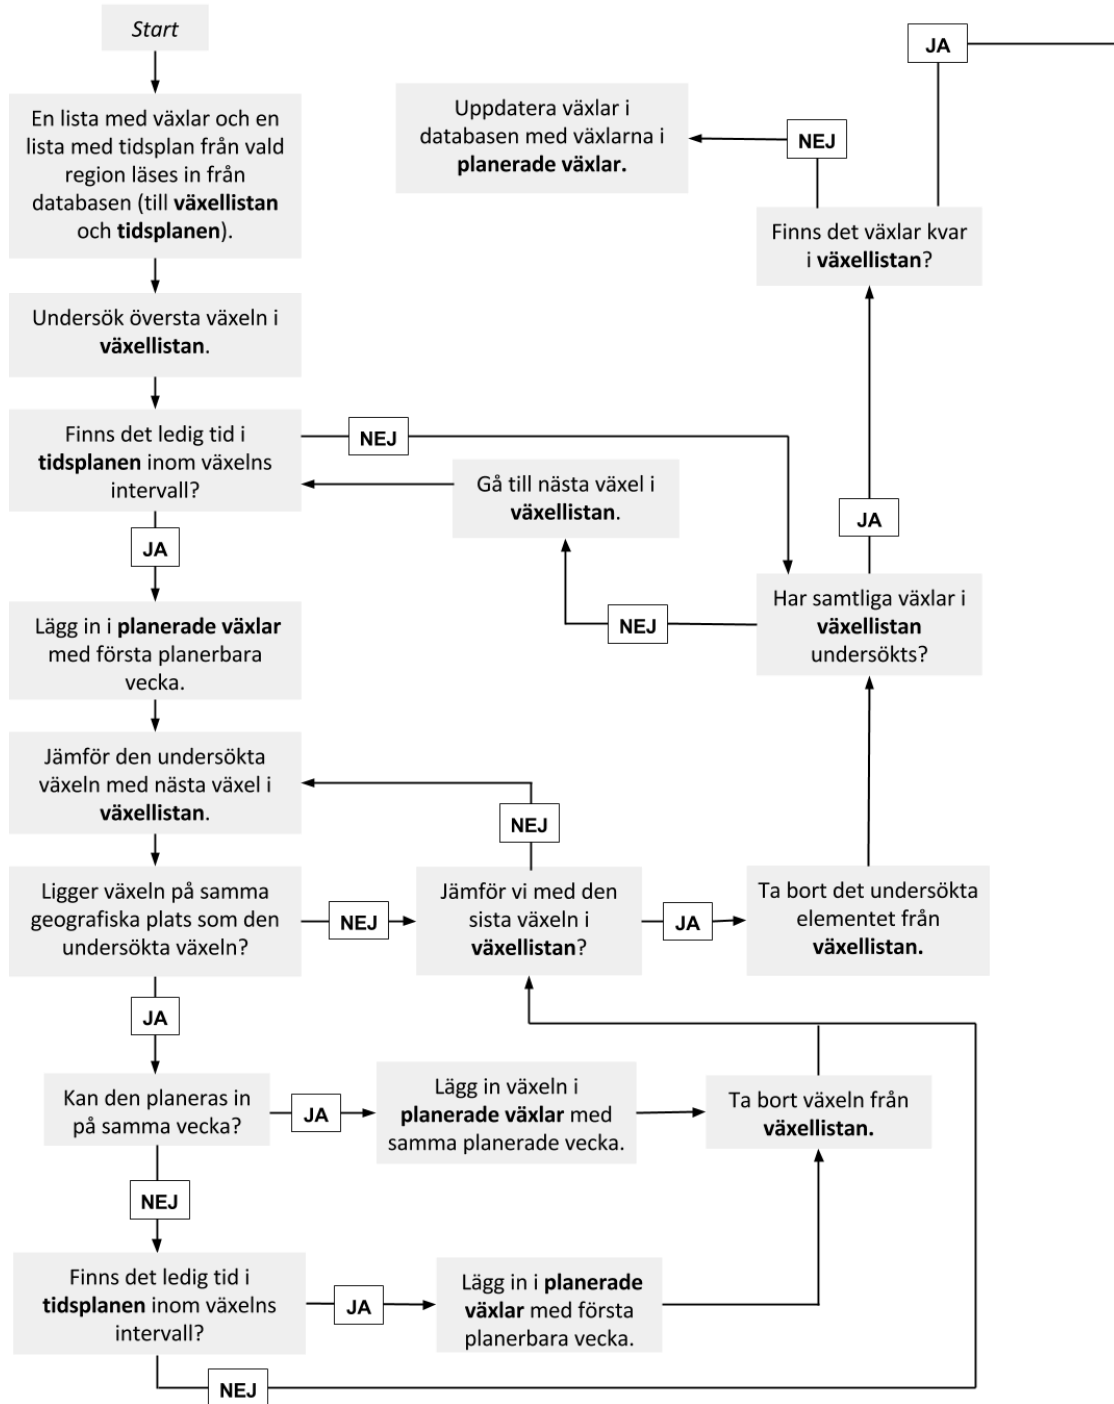 Start
En lista med växlar och en
lista med tidsplan från vald
region läses in från
databasen (till växellistan
och tidsplanen).
Undersök översta växeln i
växellistan.
Finns det ledig tid i
tidsplanen inom växelns
intervall?
JA
Lägg in i planerade växlar
med första planerbara
vecka.
Jämför den undersökta
växeln med nästa växel i
växellistan.
Ligger växeln på samma
geografiska plats som den
undersökta växeln?
JA
Kan den planeras in
på samma vecka?
NEJ
Finns det ledig tid i
tidsplanen inom växelns
intervall?
NEJ
JA
Lägg in i planerade
växlar med första
planerbara vecka.
JA
Lägg in växeln i
planerade växlar med
samma planerade vecka.
Ta bort växeln från
växellistan.
NEJ
Jämför vi med den
sista växeln i
växellistan?
NEJ
JA
Ta bort det undersökta
elementet från
växellistan.
NEJ
Har samtliga växlar i
växellistan
undersökts?
NEJ
Gå till nästa växel i
växellistan.
JA
Finns det växlar kvar
i växellistan?
NEJ
Uppdatera växlar i
databasen med växlarna i
planerade växlar.
JA